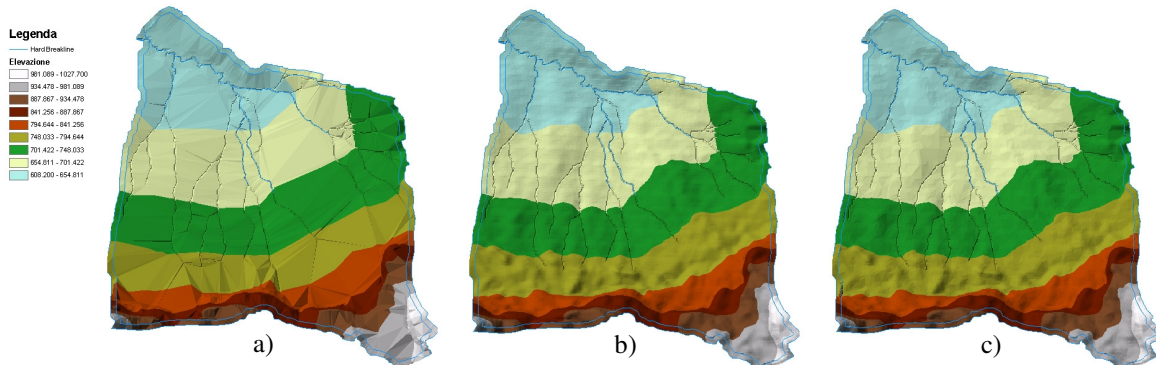 Legenda
Hard Breakline
Elevazione
981.089 - 1027.700
934.478 - 981.089
887.867 - 934.478
841.256 - 887.867
794.644 - 841.256
748.033 - 794.644
701.422 - 748.033
654.811 - 701.422
608.200 - 654.811
a)
b)
c)